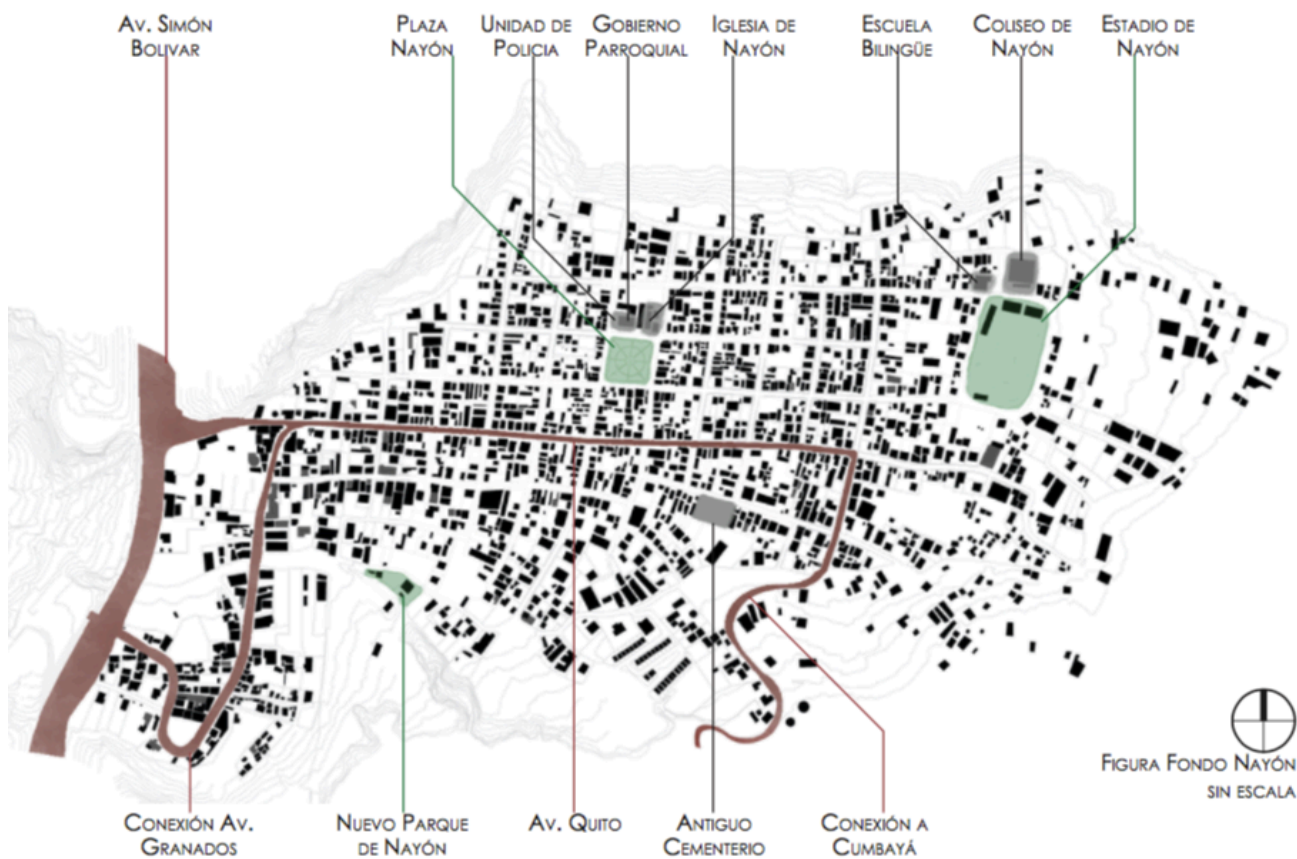 Av. Simón
Bolivar
Plaza
Nayón
Unidad de
Policia
Gobierno
Parroquial
Iglesia de
Nayón
Escuela
Bilingüe
Coliseo de
Nayón
Estadio de
Nayón
Figura Fondo Nayón
sin escala
Conexión Av.
Granados
Nuevo Parque
de Nayón
Av. Quito
Antiguo
Cementerio
Conexión a
Cumbayá